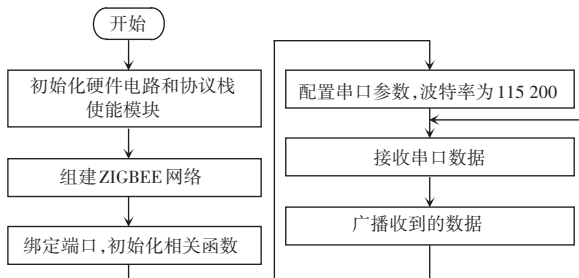 开始
初始化硬件电路和协议栈
使能模块
组建ZIGBEE网络
绑定端口,初始化相关函数
配置串口参数,波特率为115 200
接收串口数据
广播收到的数据